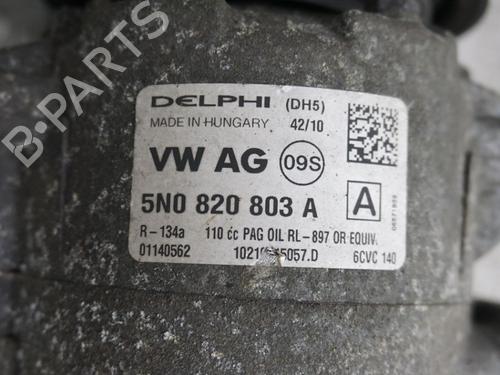 DELPHI (DH5)
MADE IN HUNGARY 42/10
VW AG 09S
5N0 820 803 A A
R-134a 110 cc PAG OIL RL-897 OR EQUIV.
01140562 6CVC 140
B-PARTS